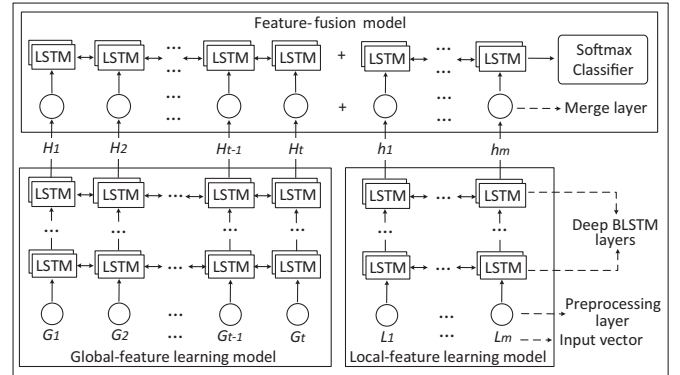 Feature-fusion model
LSTM LSTM ... LSTM LSTM + LSTM ... LSTM Softmax
... ... Classifier
... + ... Merge layer
... ...
H1 H2 Ht-1 Ht h1 hm
LSTM LSTM ... LSTM LSTM LSTM ... LSTM
... ... ... ... ... ... Deep BLSTM
layers
LSTM LSTM ... LSTM LSTM LSTM ... LSTM
... ... Preprocessing
layer
G1 G2 ... Gt-1 Gt L1 ... Lm Input vector
Global-feature learning model Local-feature learning model